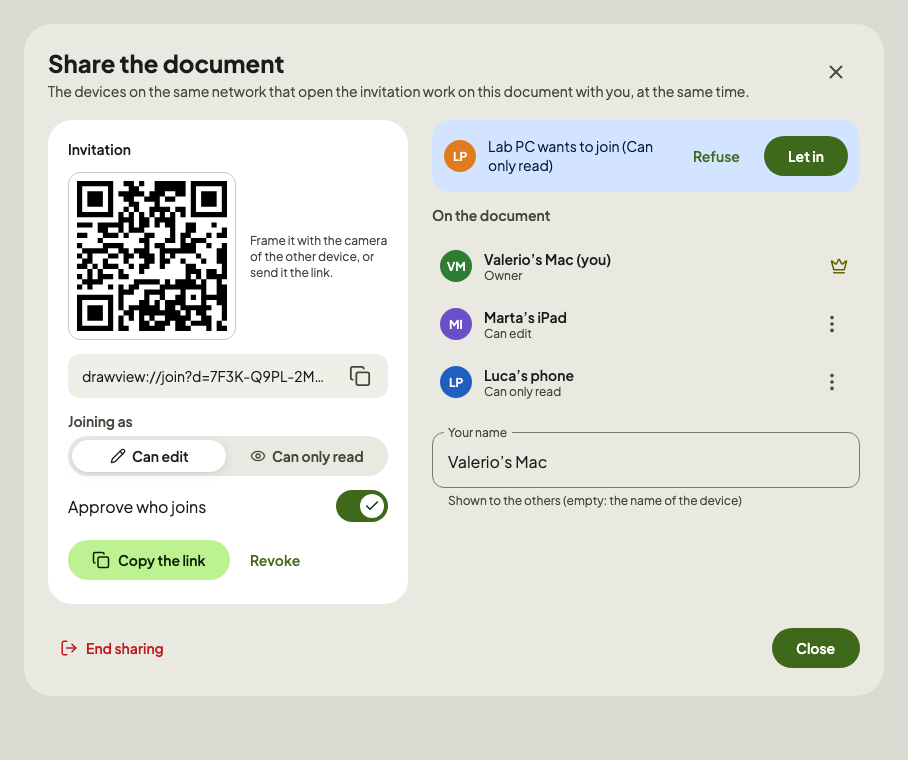 Share the document
The devices on the same network that open the invitation work on this document with you, at the same time.
Invitation
Frame it with the camera
of the other device, or
send it the link.
drawview://join?d=7F3K-Q9PL-2M…
Joining as
Can edit
Can only read
Approve who joins
Copy the link
Revoke
LP
Lab PC wants to join (Can
only read)
Refuse
Let in
On the document
VM
Valerio’s Mac (you)
Owner
MI
Marta’s iPad
Can edit
LP
Luca’s phone
Can only read
Your name
Valerio’s Mac
Shown to the others (empty: the name of the device)
End sharing
Close